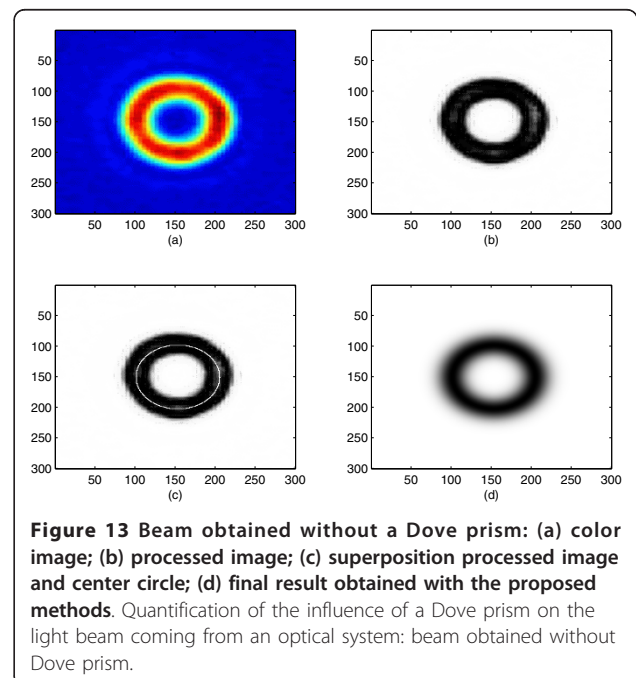 50
100
150
200
250
300
50 100 150 200 250 300
(a)
50
100
150
200
250
300
50 100 150 200 250 300
(b)
50
100
150
200
250
300
50 100 150 200 250 300
(c)
50
100
150
200
250
300
50 100 150 200 250 300
(d)
Figure 13 Beam obtained without a Dove prism: (a) color
image; (b) processed image; (c) superposition processed image
and center circle; (d) final result obtained with the proposed
methods. Quantification of the influence of a Dove prism on the
light beam coming from an optical system: beam obtained without
Dove prism.